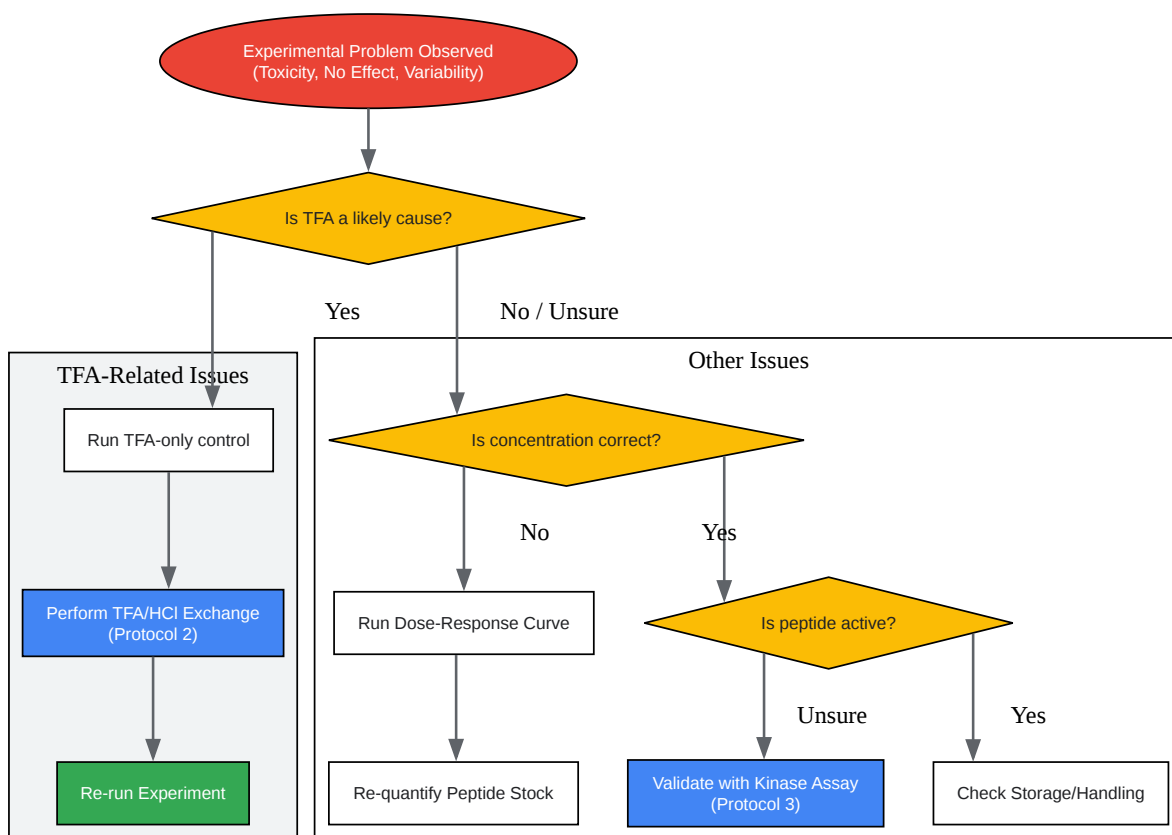 Experimental Problem Observed
(Toxicity, No Effect, Variability)
Is TFA a likely cause?
Yes
No / Unsure
TFA-Related Issues
Other Issues
Run TFA-only control
Is concentration correct?
No
Yes
Perform TFA/HCl Exchange
(Protocol 2)
Run Dose-Response Curve
Is peptide active?
Unsure
Yes
Re-run Experiment
Re-quantify Peptide Stock
Validate with Kinase Assay
(Protocol 3)
Check Storage/Handling